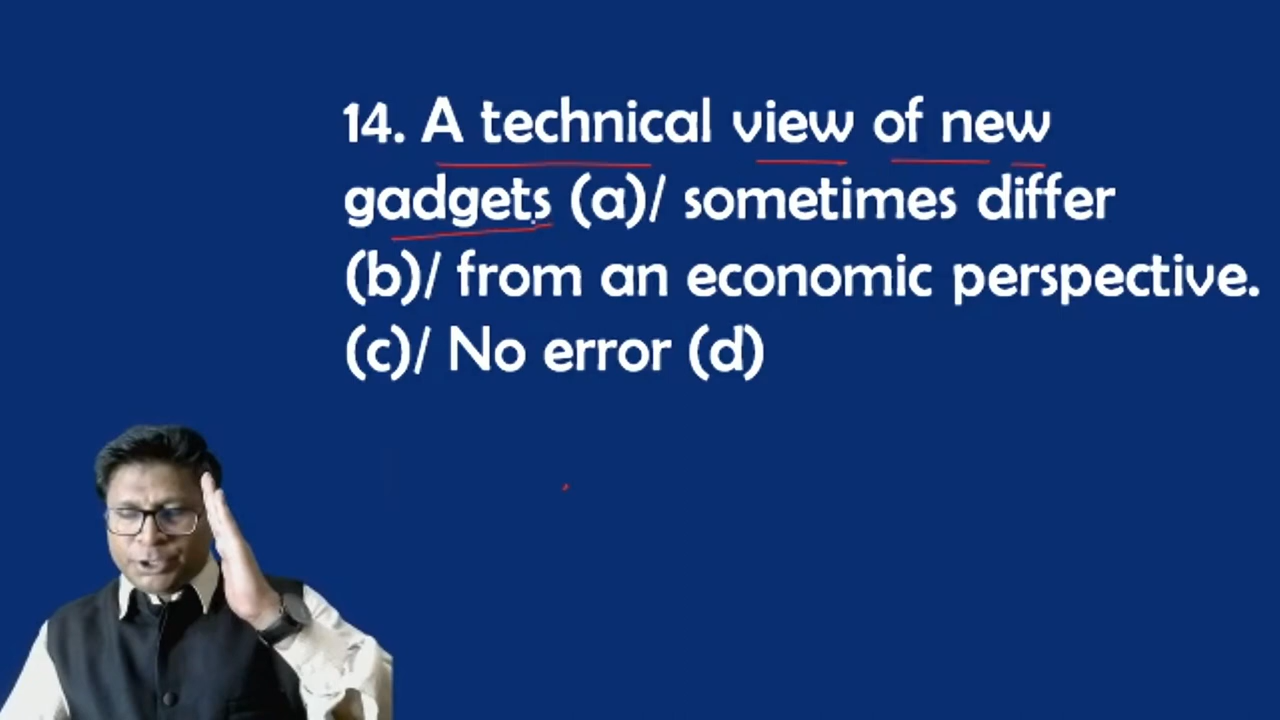 14. A technical view of new
gadgets (a)/ sometimes differ
(b)/ from an economic perspective.
(c)/ No error (d)